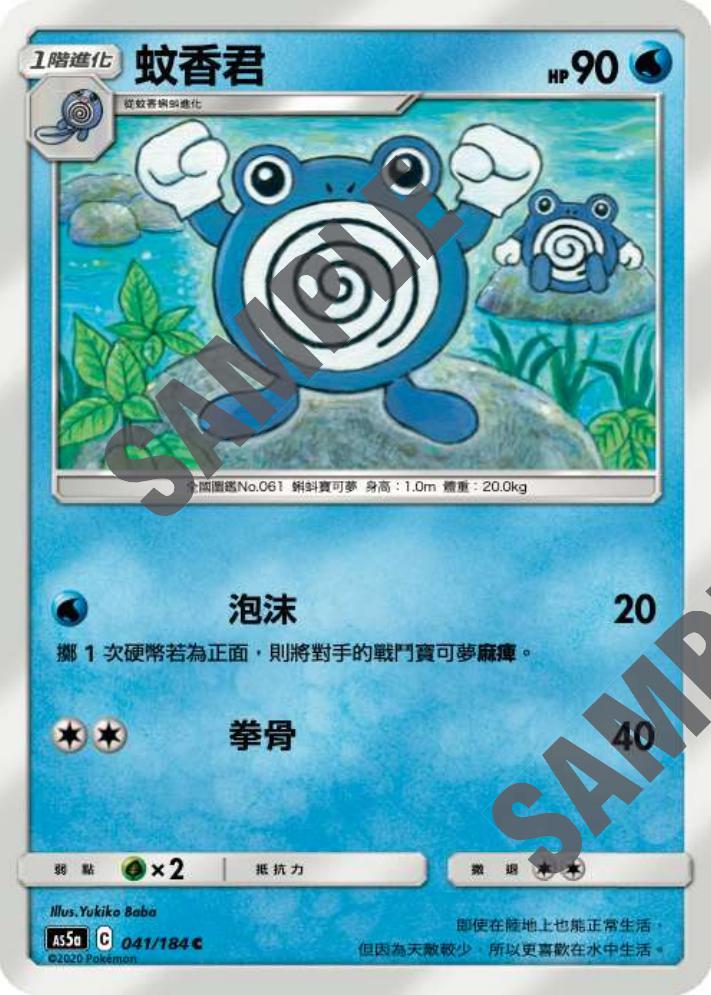 1階進化
蚊香君
HP 90
從蚊香蝌蚪進化
全國圖鑑No.061 蝌蚪寶可夢 身高：1.0m 體重：20.0kg
泡沫 20
擲 1 次硬幣若為正面，則將對手的戰鬥寶可夢麻痺。
拳骨 40
弱點 ×2 抵抗力 撤退
Illus.Yukiko Baba
即使在陸地上也能正常生活，
AS5a C 041/184 C
但因為天敵較少，所以更喜歡在水中生活。
©2020 Pokémon
SAMPLE
SAMPLE